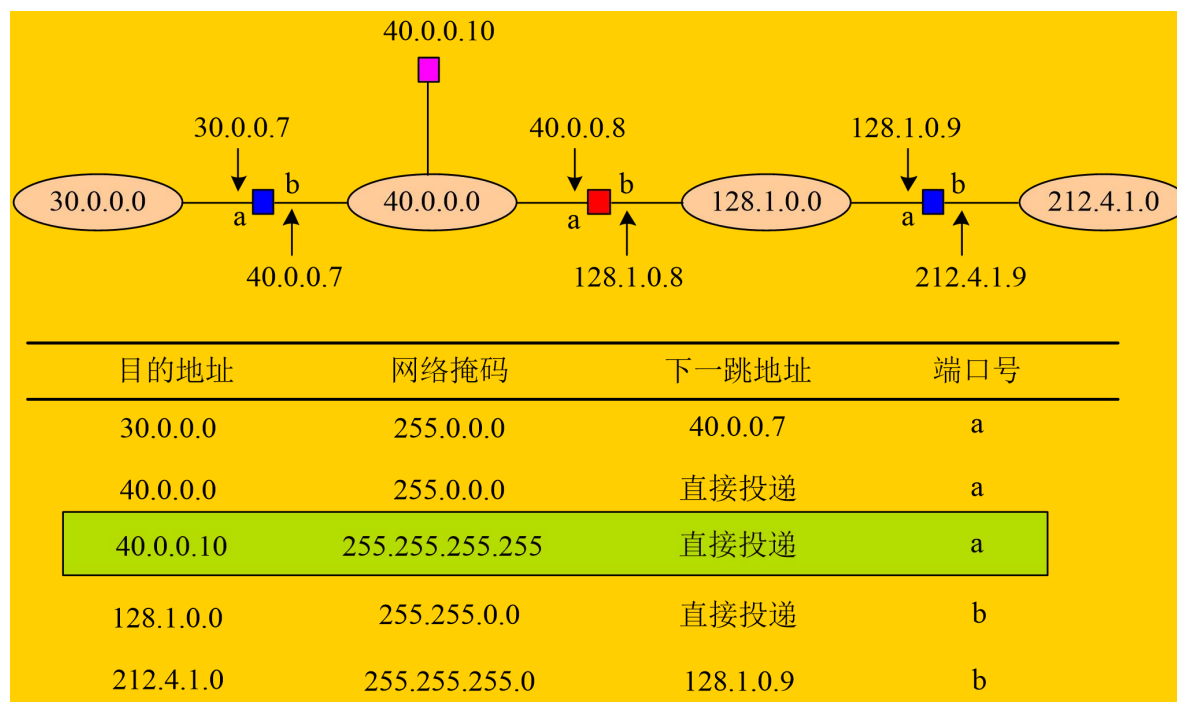 40.0.0.10
30.0.0.7 40.0.0.8 128.1.0.9
30.0.0.0 a b 40.0.0.0 a b 128.1.0.0 a b 212.4.1.0
40.0.0.7 128.1.0.8 212.4.1.9
目的地址 网络掩码 下一跳地址 端口号
30.0.0.0 255.0.0.0 40.0.0.7 a
40.0.0.0 255.0.0.0 直接投递 a
40.0.0.10 255.255.255.255 直接投递 a
128.1.0.0 255.255.0.0 直接投递 b
212.4.1.0 255.255.255.0 128.1.0.9 b